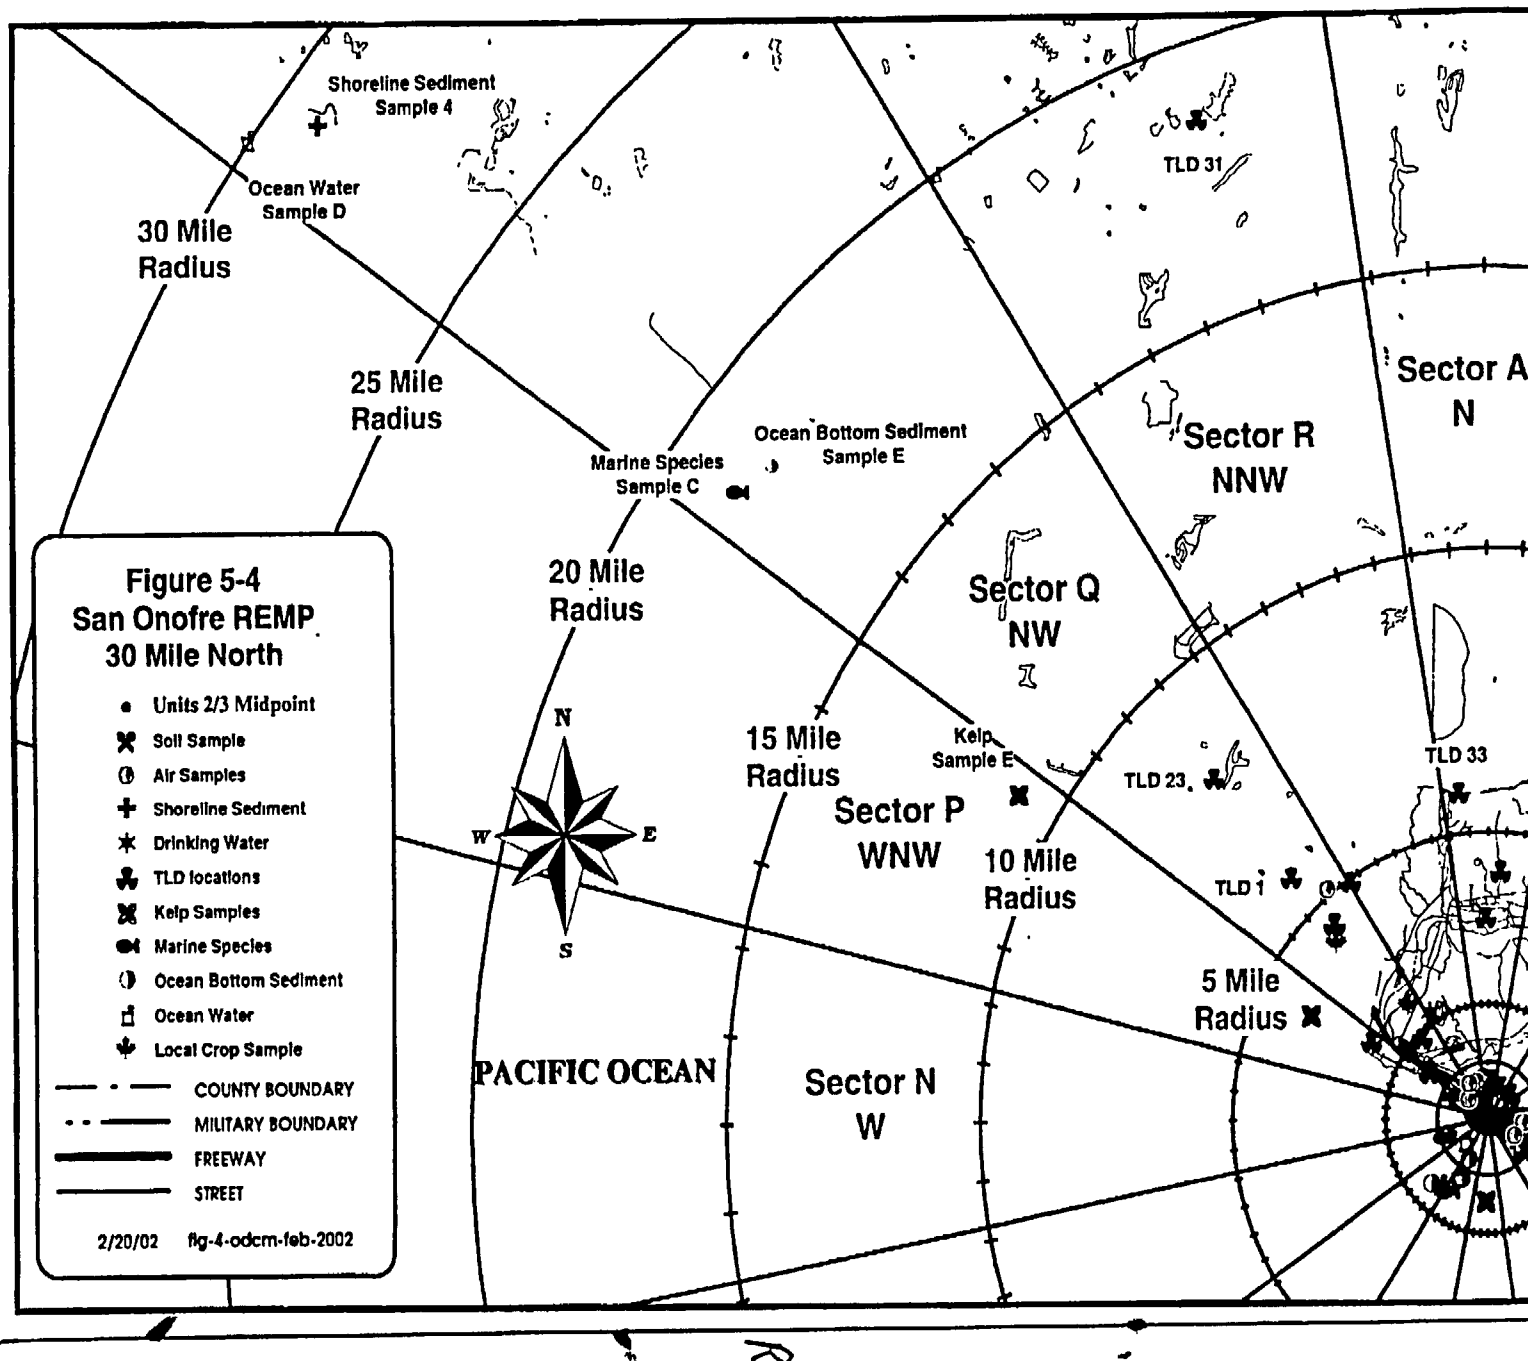 Shoreline Sediment
Sample 4
Ocean Water
Sample D
30 Mile
Radius
TLD 31
25 Mile
Radius
Sector A
N
Ocean Bottom Sediment
Sample E
Marine Species
Sample C
Sector R
NNW
20 Mile
Radius
Sector Q
NW
Kelp
Sample E
15 Mile
Radius
TLD 23
TLD 33
Sector P
WNW
10 Mile
Radius
TLD 1
5 Mile
Radius
N
W
E
S
PACIFIC OCEAN
Sector N
W
Figure 5-4
San Onofre REMP
30 Mile North
Units 2/3 Midpoint
Soil Sample
Air Samples
Shoreline Sediment
Drinking Water
TLD locations
Kelp Samples
Marine Species
Ocean Bottom Sediment
Ocean Water
Local Crop Sample
COUNTY BOUNDARY
MILITARY BOUNDARY
FREEWAY
STREET
2/20/02 fig-4-odcm-feb-2002